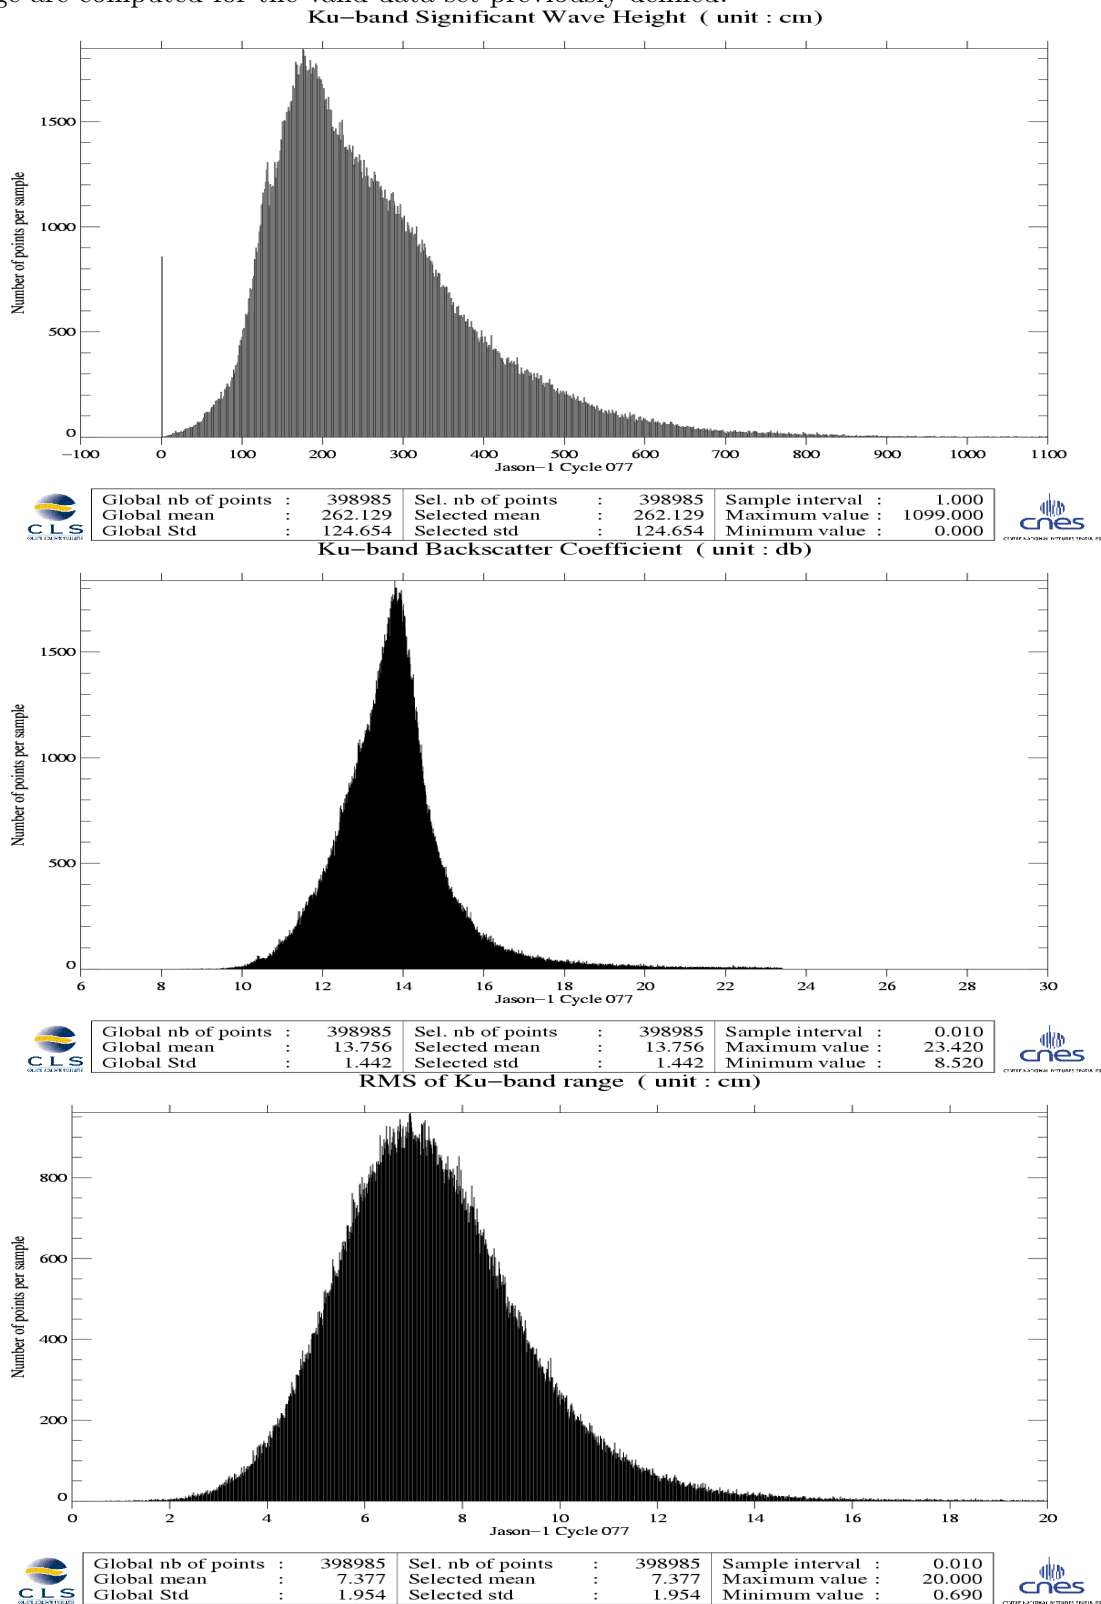 ge are computed for the valid data set previously defined.
Ku−band Significant Wave Height ( unit : cm)
Number of points per sample
1500
1000
500
0
−100 0 100 200 300 400 500 600 700 800 900 1000 1100
Jason−1 Cycle 077
CLS
Global nb of points : 398985 Sel. nb of points : 398985 Sample interval : 1.000
Global mean : 262.129 Selected mean : 262.129 Maximum value : 1099.000
Global Std : 124.654 Selected std : 124.654 Minimum value : 0.000
cnes
Ku−band Backscatter Coefficient ( unit : db)
Number of points per sample
1500
1000
500
0
6 8 10 12 14 16 18 20 22 24 26 28 30
Jason−1 Cycle 077
CLS
Global nb of points : 398985 Sel. nb of points : 398985 Sample interval : 0.010
Global mean : 13.756 Selected mean : 13.756 Maximum value : 23.420
Global Std : 1.442 Selected std : 1.442 Minimum value : 8.520
cnes
RMS of Ku−band range ( unit : cm)
Number of points per sample
800
600
400
200
0
0 2 4 6 8 10 12 14 16 18 20
Jason−1 Cycle 077
CLS
Global nb of points : 398985 Sel. nb of points : 398985 Sample interval : 0.010
Global mean : 7.377 Selected mean : 7.377 Maximum value : 20.000
Global Std : 1.954 Selected std : 1.954 Minimum value : 0.690
cnes